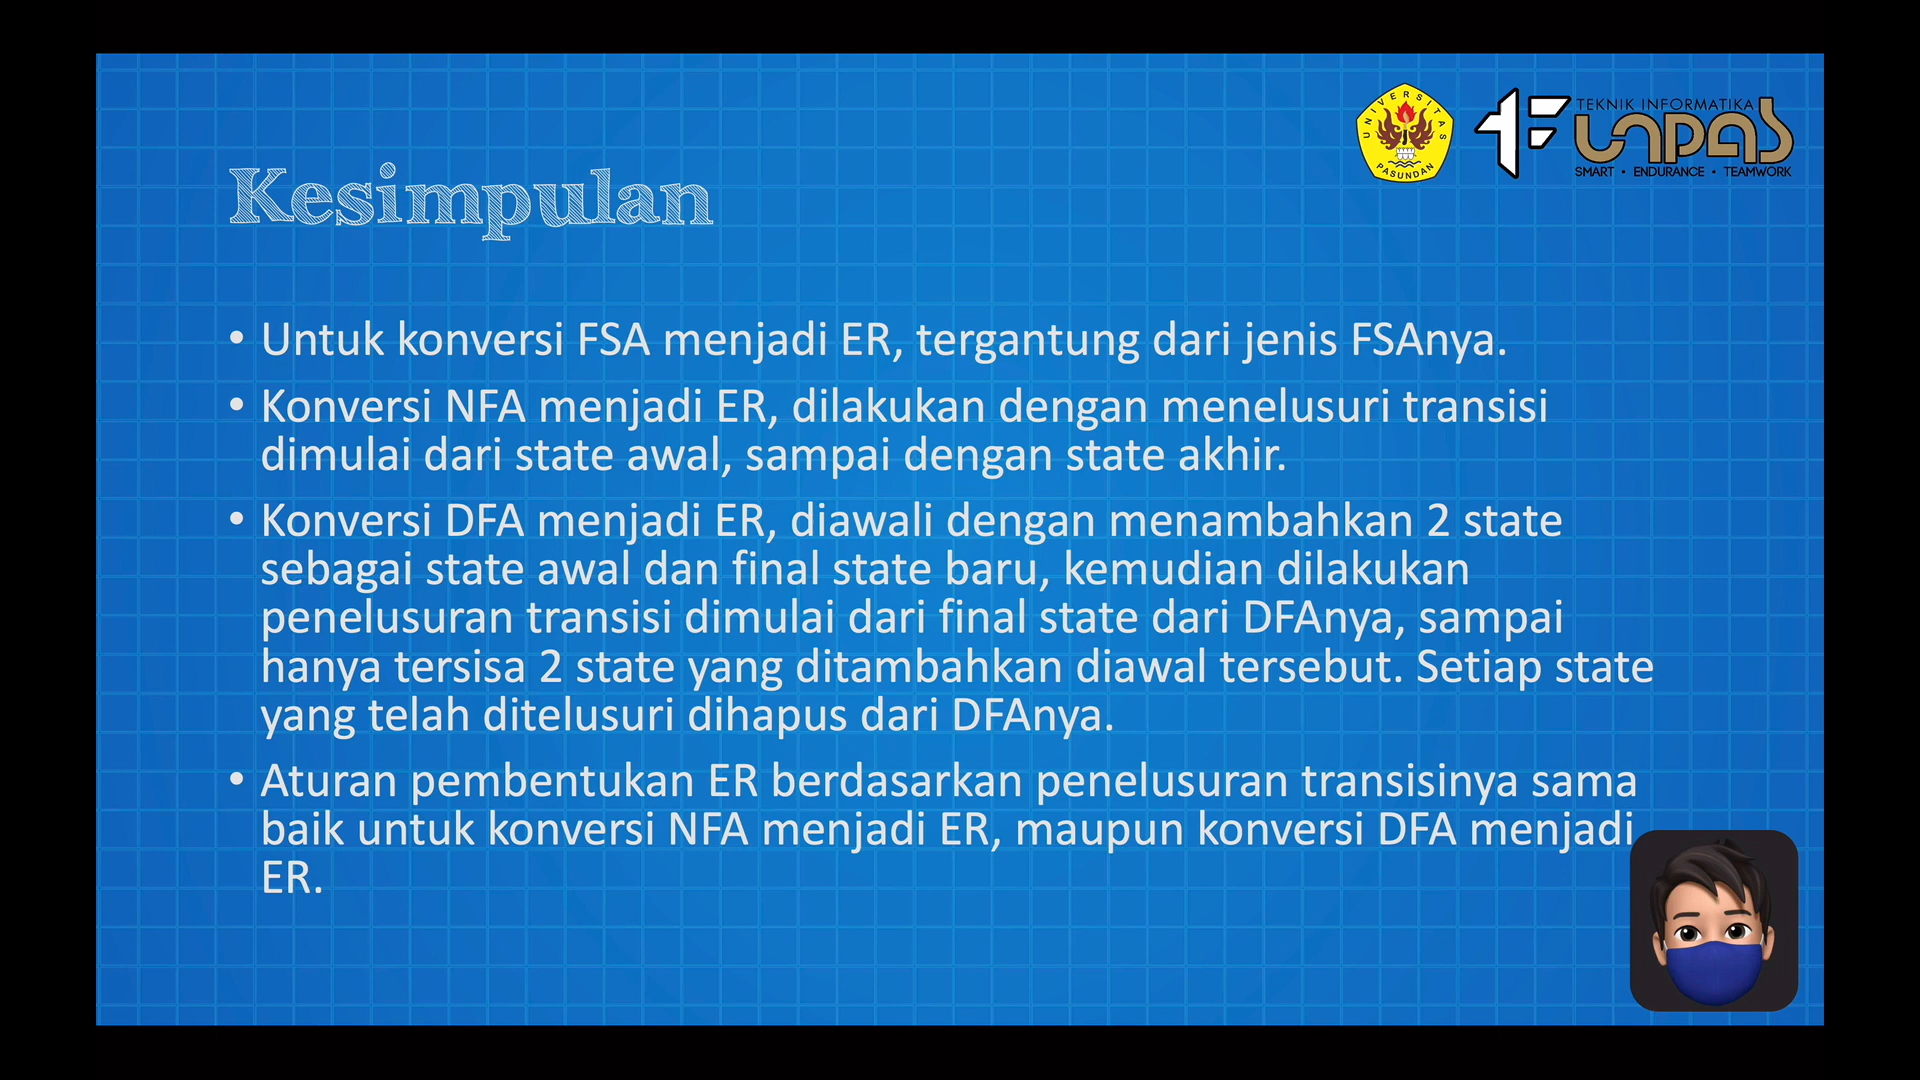 UNIVERSITAS
PASUNDAN
TEKNIK INFORMATIKA
UNPAS
SMART • ENDURANCE • TEAMWORK
Kesimpulan
• Untuk konversi FSA menjadi ER, tergantung dari jenis FSAnya.
• Konversi NFA menjadi ER, dilakukan dengan menelusuri transisi
dimulai dari state awal, sampai dengan state akhir.
• Konversi DFA menjadi ER, diawali dengan menambahkan 2 state
sebagai state awal dan final state baru, kemudian dilakukan
penelusuran transisi dimulai dari final state dari DFAnya, sampai
hanya tersisa 2 state yang ditambahkan diawal tersebut. Setiap state
yang telah ditelusuri dihapus dari DFAnya.
• Aturan pembentukan ER berdasarkan penelusuran transisinya sama
baik untuk konversi NFA menjadi ER, maupun konversi DFA menjadi
ER.